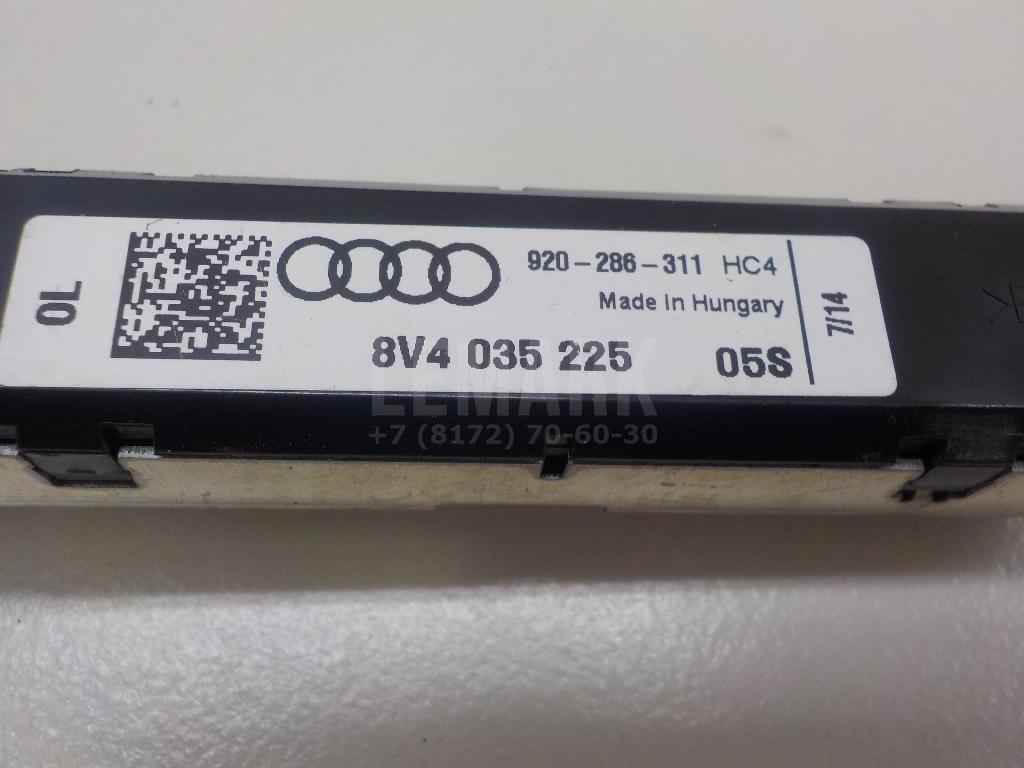 OL
920-286-311 HC4
Made In Hungary
8V4 035 225 05S
7/14
LEMARK
+7 (8172) 70-60-30